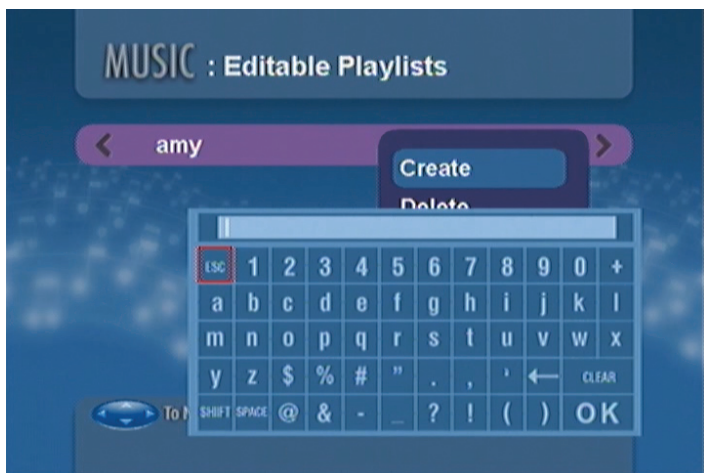 MUSIC : Editable Playlists
amy
Create
Delete
ESC 1 2 3 4 5 6 7 8 9 0 +
a b c d e f g h i j k l
m n o p q r s t u v w x
y z $ % # " . , ' ← CLEAR
To
SHIFT SPACE @ & - _ ? ! ( ) OK